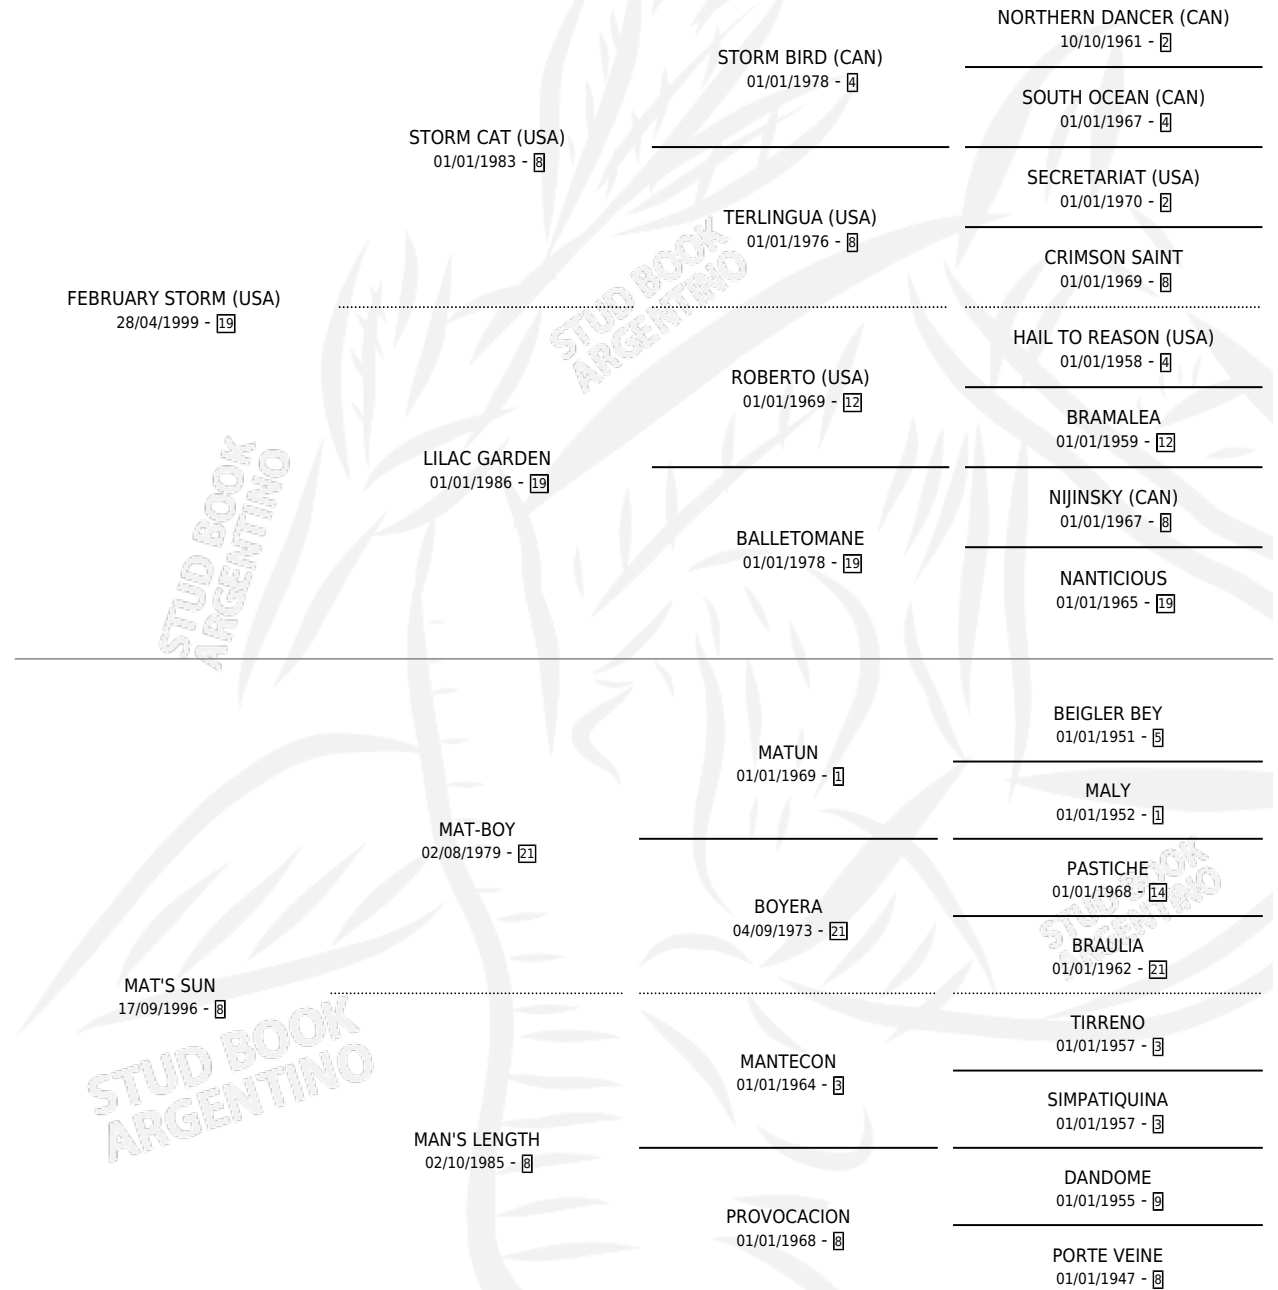 NORTHERN DANCER (CAN)
10/10/1961 - 2
STORM BIRD (CAN)
01/01/1978 - 4
SOUTH OCEAN (CAN)
01/01/1967 - 4
STORM CAT (USA)
01/01/1983 - 8
SECRETARIAT (USA)
01/01/1970 - 2
TERLINGUA (USA)
01/01/1976 - 8
CRIMSON SAINT
01/01/1969 - 8
FEBRUARY STORM (USA)
28/04/1999 - 19
HAIL TO REASON (USA)
01/01/1958 - 4
ROBERTO (USA)
01/01/1969 - 12
BRAMALEA
01/01/1959 - 12
LILAC GARDEN
01/01/1986 - 19
NIJINSKY (CAN)
01/01/1967 - 8
BALLETOMANE
01/01/1978 - 19
NANTICIOUS
01/01/1965 - 19
BEIGLER BEY
01/01/1951 - 5
MATUN
01/01/1969 - 1
MALY
01/01/1952 - 1
MAT-BOY
02/08/1979 - 21
PASTICHE
01/01/1968 - 14
BOYERA
04/09/1973 - 21
BRAULIA
01/01/1962 - 21
MAT'S SUN
17/09/1996 - 8
TIRRENO
01/01/1957 - 3
MANTECON
01/01/1964 - 3
SIMPATIQUINA
01/01/1957 - 3
MAN'S LENGTH
02/10/1985 - 8
DANDOME
01/01/1955 - 9
PROVOCACION
01/01/1968 - 8
PORTE VEINE
01/01/1947 - 8
STUD BOOK
ARGENTINO
STUD BOOK
ARGENTINO
STUD BOOK
ARGENTINO
STUD BOOK
ARGENTINO